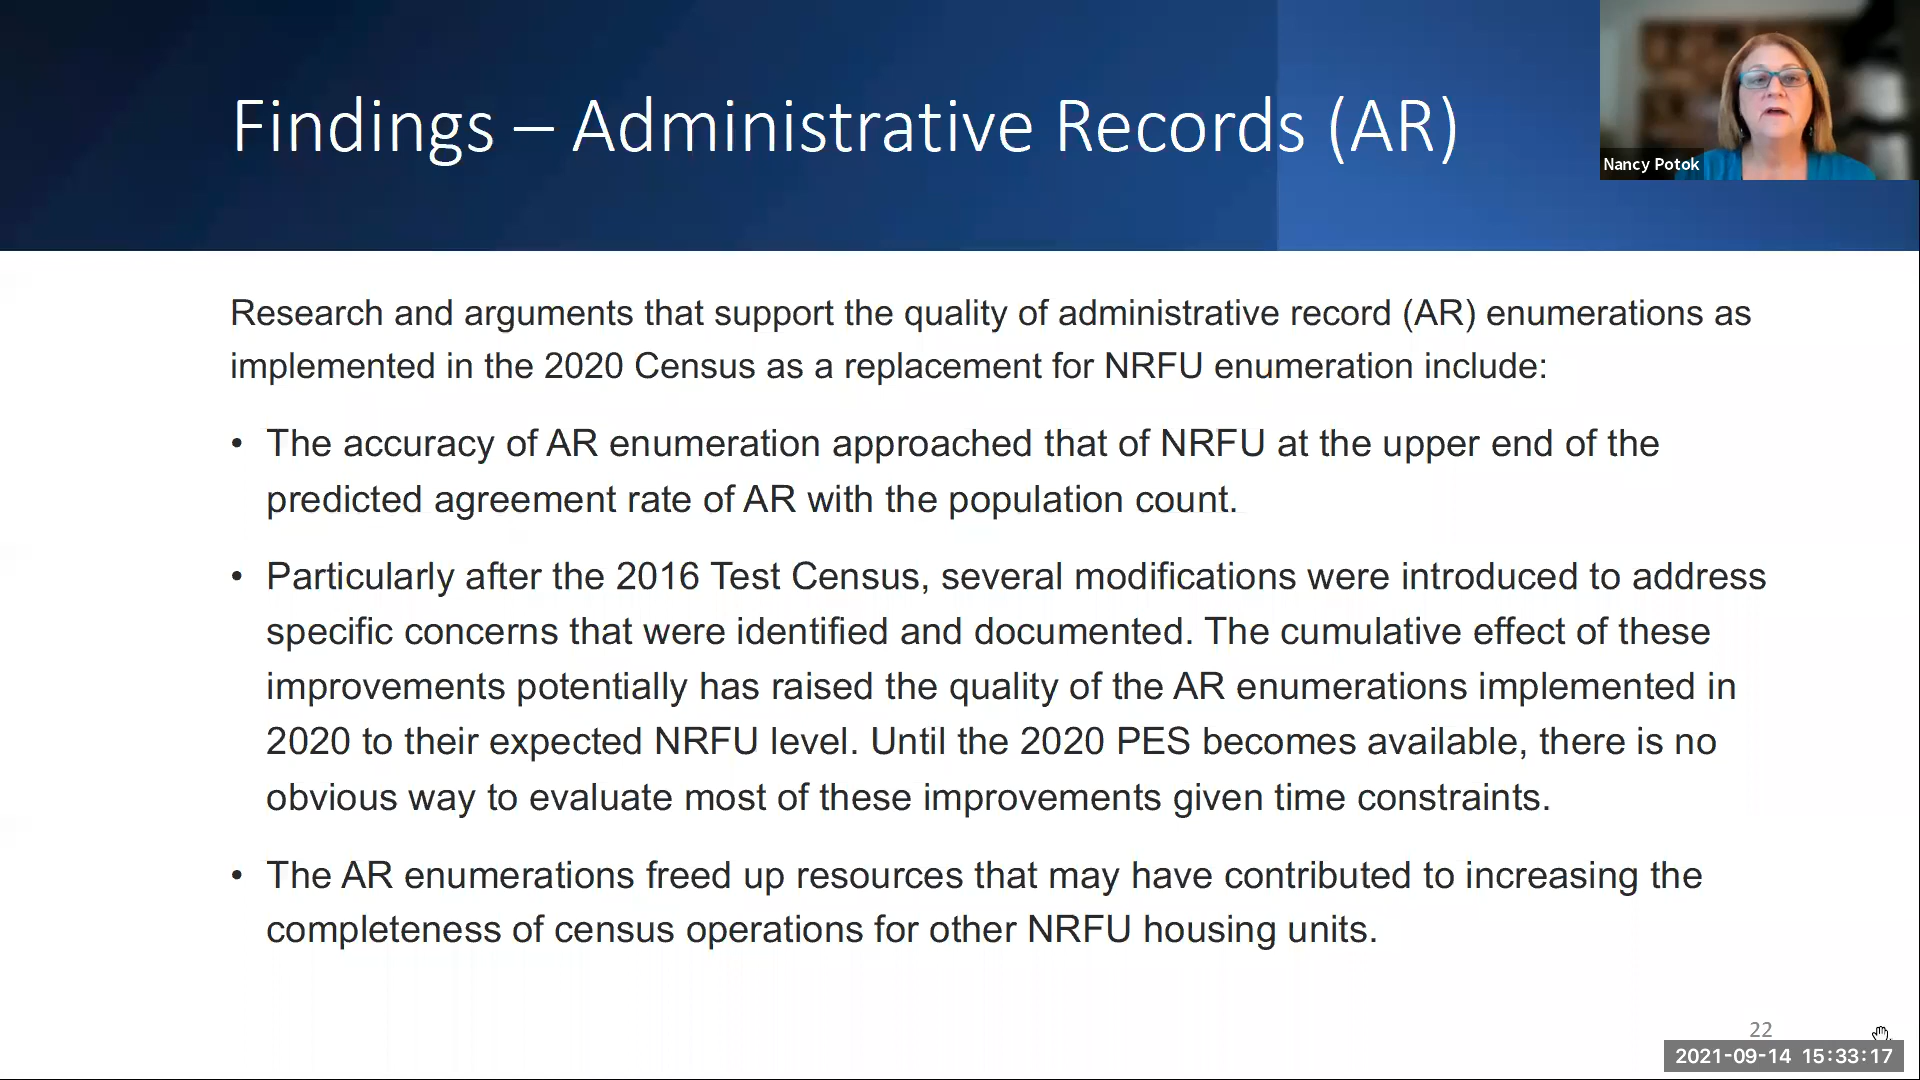 Findings – Administrative Records (AR)
Nancy Potok
Research and arguments that support the quality of administrative record (AR) enumerations as
implemented in the 2020 Census as a replacement for NRFU enumeration include:
• The accuracy of AR enumeration approached that of NRFU at the upper end of the
predicted agreement rate of AR with the population count.
• Particularly after the 2016 Test Census, several modifications were introduced to address
specific concerns that were identified and documented. The cumulative effect of these
improvements potentially has raised the quality of the AR enumerations implemented in
2020 to their expected NRFU level. Until the 2020 PES becomes available, there is no
obvious way to evaluate most of these improvements given time constraints.
• The AR enumerations freed up resources that may have contributed to increasing the
completeness of census operations for other NRFU housing units.
22
2021-09-14 15:33:17